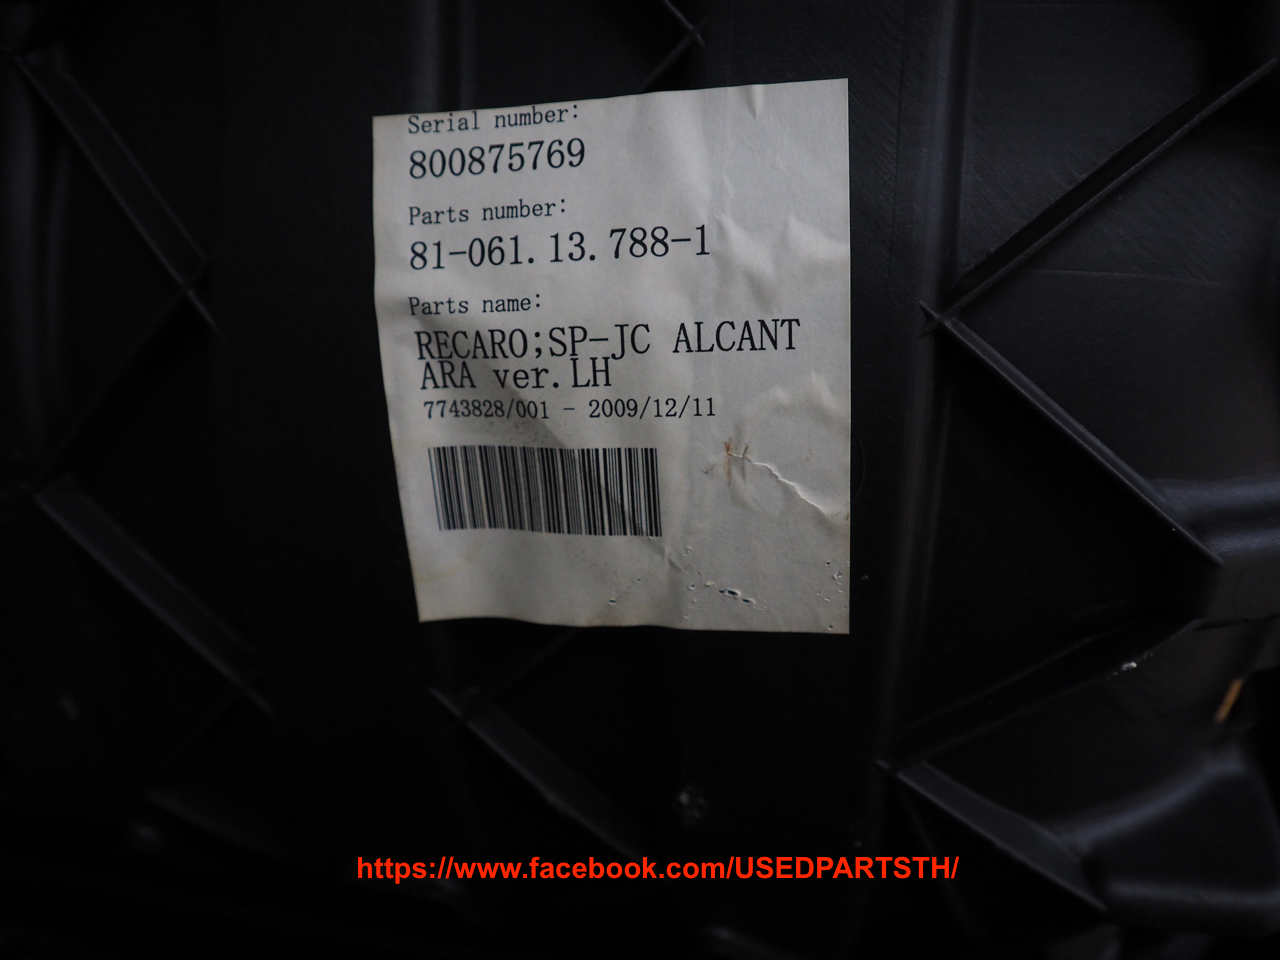 Serial number:
800875769
Parts number:
81-061.13.788-1
Parts name:
RECARO;SP-JC ALCANT
ARA ver.LH
7743828/001 - 2009/12/11
https://www.facebook.com/USEDPARTSTH/